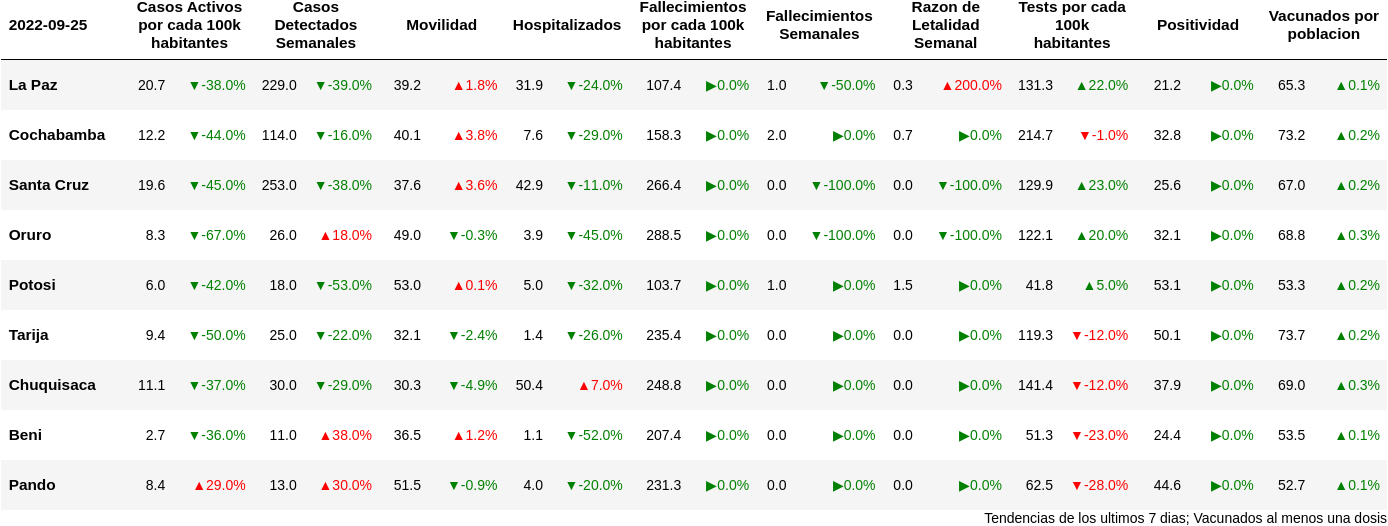 2022-09-25 Casos Activos por cada 100k habitantes Casos Detectados Semanales Movilidad Hospitalizados Fallecimientos por cada 100k habitantes Fallecimientos Semanales Razon de Letalidad Semanal Tests por cada 100k habitantes Positividad Vacunados por poblacion
La Paz 20.7 ▼-38.0% 229.0 ▼-39.0% 39.2 ▲1.8% 31.9 ▼-24.0% 107.4 ▶0.0% 1.0 ▼-50.0% 0.3 ▲200.0% 131.3 ▲22.0% 21.2 ▶0.0% 65.3 ▲0.1%
Cochabamba 12.2 ▼-44.0% 114.0 ▼-16.0% 40.1 ▲3.8% 7.6 ▼-29.0% 158.3 ▶0.0% 2.0 ▶0.0% 0.7 ▶0.0% 214.7 ▼-1.0% 32.8 ▶0.0% 73.2 ▲0.2%
Santa Cruz 19.6 ▼-45.0% 253.0 ▼-38.0% 37.6 ▲3.6% 42.9 ▼-11.0% 266.4 ▶0.0% 0.0 ▼-100.0% 0.0 ▼-100.0% 129.9 ▲23.0% 25.6 ▶0.0% 67.0 ▲0.2%
Oruro 8.3 ▼-67.0% 26.0 ▲18.0% 49.0 ▼-0.3% 3.9 ▼-45.0% 288.5 ▶0.0% 0.0 ▼-100.0% 0.0 ▼-100.0% 122.1 ▲20.0% 32.1 ▶0.0% 68.8 ▲0.3%
Potosi 6.0 ▼-42.0% 18.0 ▼-53.0% 53.0 ▲0.1% 5.0 ▼-32.0% 103.7 ▶0.0% 1.0 ▶0.0% 1.5 ▶0.0% 41.8 ▲5.0% 53.1 ▶0.0% 53.3 ▲0.2%
Tarija 9.4 ▼-50.0% 25.0 ▼-22.0% 32.1 ▼-2.4% 1.4 ▼-26.0% 235.4 ▶0.0% 0.0 ▶0.0% 0.0 ▶0.0% 119.3 ▼-12.0% 50.1 ▶0.0% 73.7 ▲0.2%
Chuquisaca 11.1 ▼-37.0% 30.0 ▼-29.0% 30.3 ▼-4.9% 50.4 ▲7.0% 248.8 ▶0.0% 0.0 ▶0.0% 0.0 ▶0.0% 141.4 ▼-12.0% 37.9 ▶0.0% 69.0 ▲0.3%
Beni 2.7 ▼-36.0% 11.0 ▲38.0% 36.5 ▲1.2% 1.1 ▼-52.0% 207.4 ▶0.0% 0.0 ▶0.0% 0.0 ▶0.0% 51.3 ▼-23.0% 24.4 ▶0.0% 53.5 ▲0.1%
Pando 8.4 ▲29.0% 13.0 ▲30.0% 51.5 ▼-0.9% 4.0 ▼-20.0% 231.3 ▶0.0% 0.0 ▶0.0% 0.0 ▶0.0% 62.5 ▼-28.0% 44.6 ▶0.0% 52.7 ▲0.1%
Tendencias de los ultimos 7 dias; Vacunados al menos una dosis